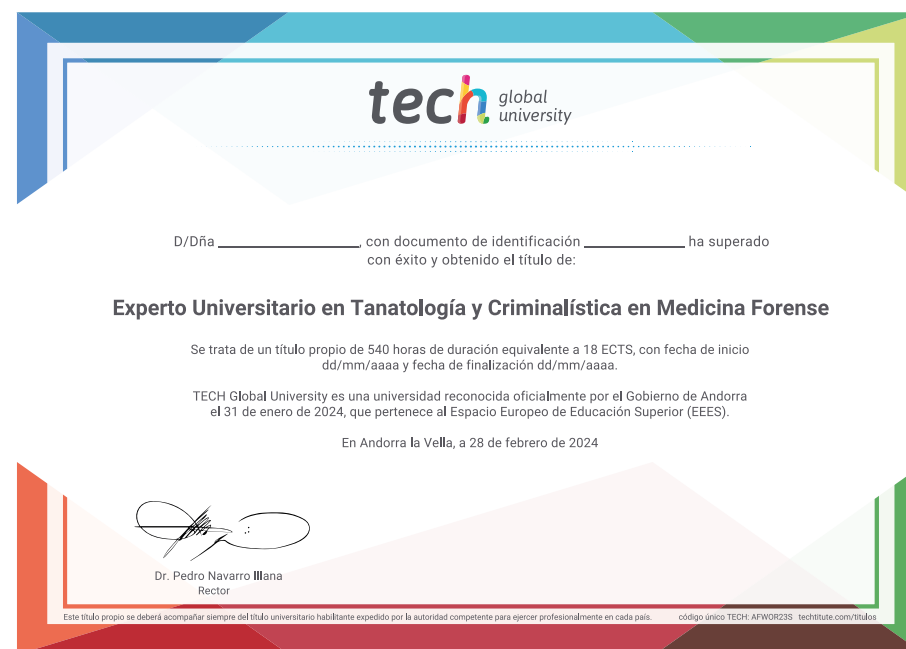 tech global university
D/Dña ____________________, con documento de identificación ______________ ha superado
con éxito y obtenido el título de:
Experto Universitario en Tanatología y Criminalística en Medicina Forense
Se trata de un título propio de 540 horas de duración equivalente a 18 ECTS, con fecha de inicio
dd/mm/aaaa y fecha de finalización dd/mm/aaaa.
TECH Global University es una universidad reconocida oficialmente por el Gobierno de Andorra
el 31 de enero de 2024, que pertenece al Espacio Europeo de Educación Superior (EEES).
En Andorra la Vella, a 28 de febrero de 2024
Dr. Pedro Navarro Illana
Rector
Este título propio se deberá acompañar siempre del título universitario habilitante expedido por la autoridad competente para ejercer profesionalmente en cada país. código único TECH: AFWOR23S techtitute.com/titulos